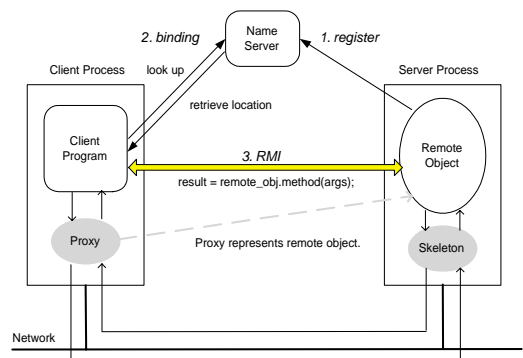 Name
Server
2. binding
1. register
Client Process
look up
Server Process
retrieve location
Client
Program
Remote
Object
3. RMI
result = remote_obj.method(args);
Proxy
Proxy represents remote object.
Skeleton
Network